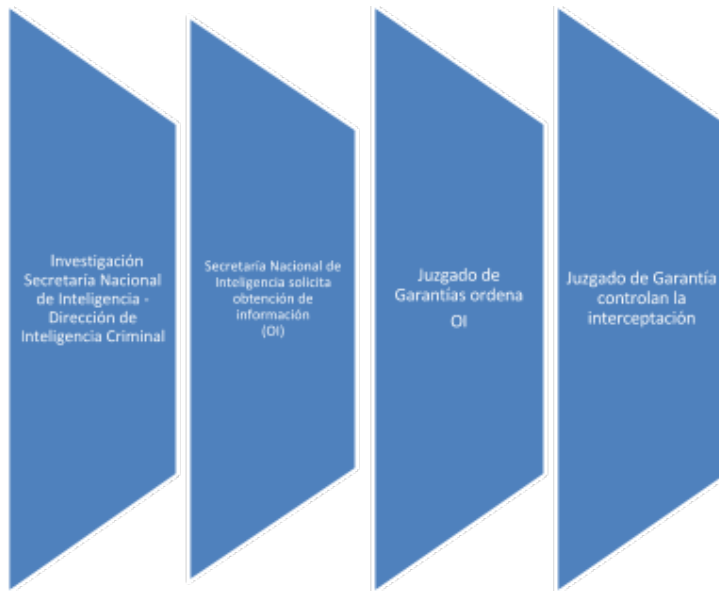 Investigación
Secretaría Nacional
de Inteligencia -
Dirección de
Inteligencia Criminal
Secretaría Nacional de
Inteligencia solicita
obtención de
información
(OI)
Juzgado de
Garantías ordena
OI
Juzgado de Garantía
controlan la
interceptación